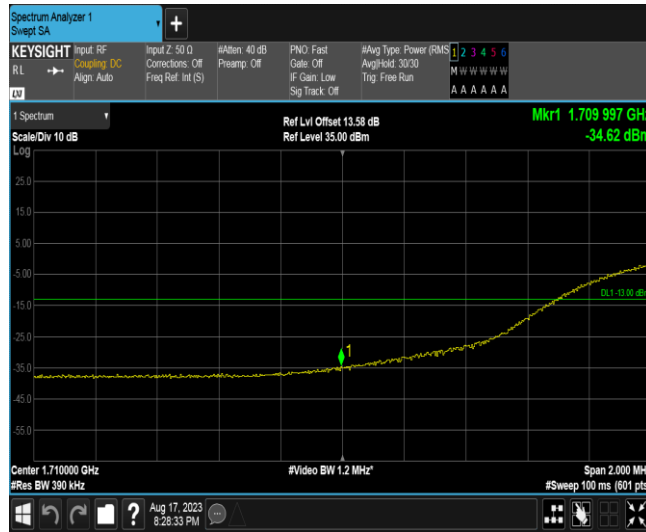 Spectrum Analyzer 1
Swept SA
+
KEYSIGHT
RL
LXI
Input: RF
Coupling: DC
Align: Auto
Input Z: 50 Ω
Corrections: Off
Freq Ref: Int (S)
#Atten: 40 dB
Preamp: Off
PNO: Fast
Gate: Off
IF Gain: Low
Sig Track: Off
#Avg Type: Power (RMS
Avg|Hold: 30/30
Trig: Free Run
1 2 3 4 5 6
M W W W W W
A A A A A A
1 Spectrum
Scale/Div 10 dB
Log
Ref Lvl Offset 13.58 dB
Ref Level 35.00 dBm
Mkr1 1.709 997 GHz
-34.62 dBm
25.0
15.0
5.00
-5.00
-15.0
-25.0
-35.0
-45.0
-55.0
DL1 -13.00 dBm
1
Center 1.710000 GHz
#Res BW 390 kHz
#Video BW 1.2 MHz*
Span 2.000 MH
#Sweep 100 ms (601 pts
?
Aug 17, 2023
8:28:33 PM